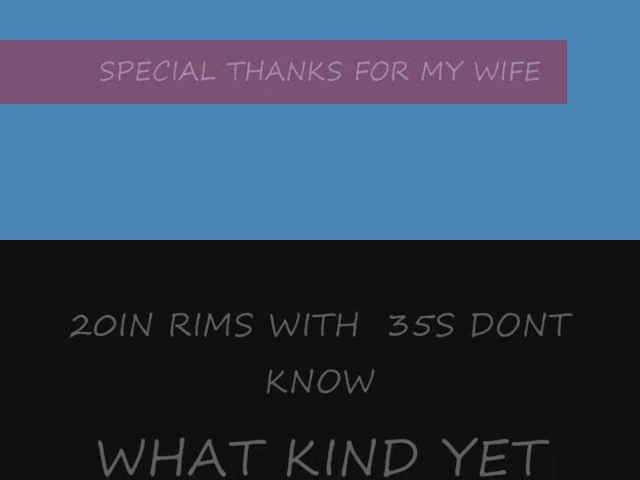 SPECIAL THANKS FOR MY WIFE
20IN RIMS WITH 35S DONT
KNOW
WHAT KIND YET